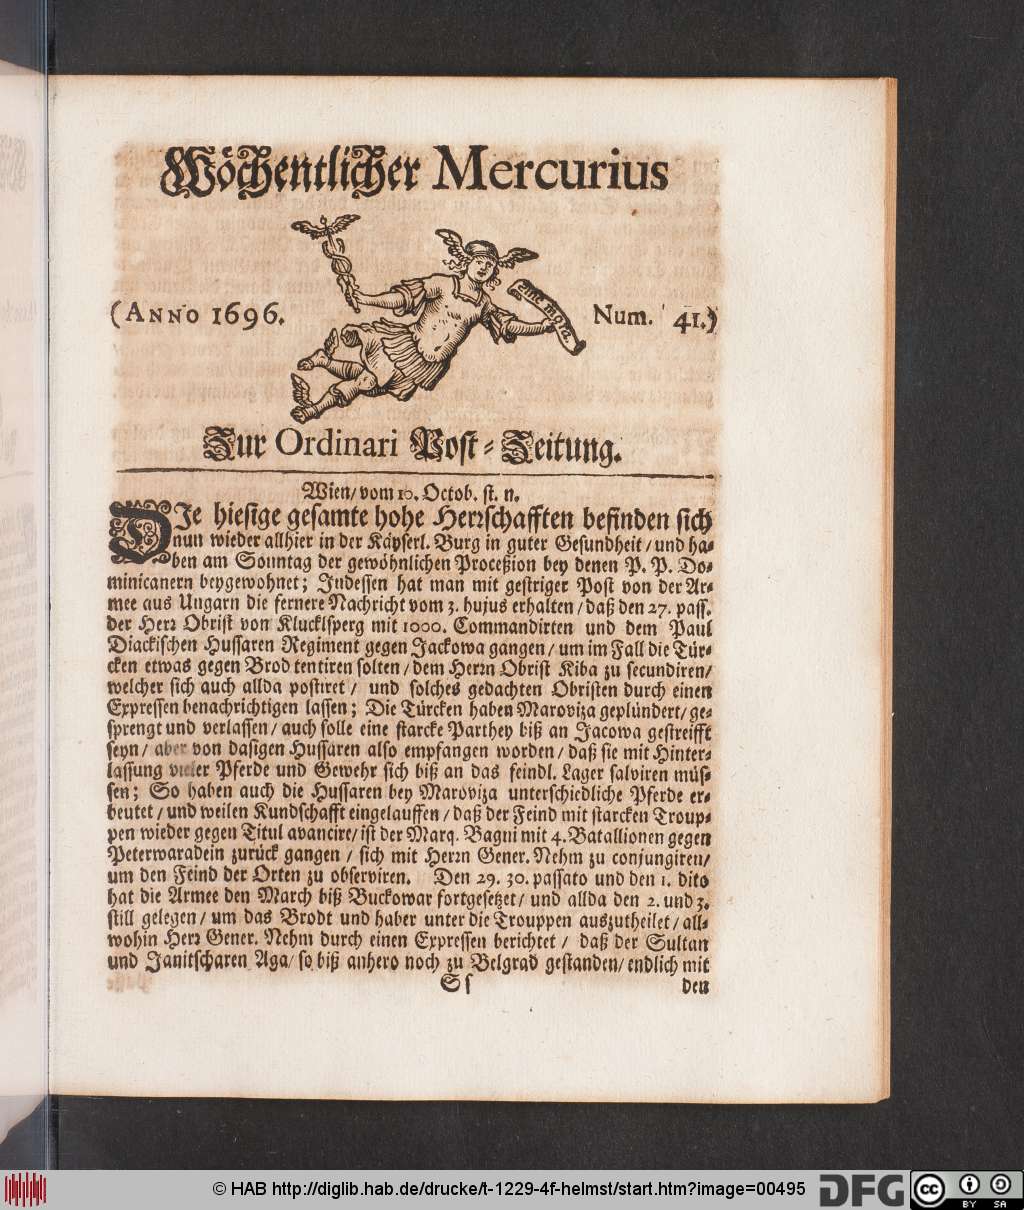 Wöchentlicher Mercurius
sine mora.
(ANNO 1696. Num. 41.)
Zur Ordinari Post-Zeitung.
Wien/ vom 10. Octob. st. n.
DIe hiesige gesamte hohe Herrschafften befinden sich
nun wieder allhier in der Käyserl. Burg in guter Gesundheit/ und ha-
ben am Sonntag der gewöhnlichen Proceßion bey denen P. P. Do-
minicanern beygewohnet; Indessen hat man mit gestriger Post von der Ar-
mee aus Ungarn die fernere Nachricht vom 3. hujus erhalten/ daß den 27. pass.
der Herr Obrist von Klucklsperg mit 1000. Commandirten und dem Paul
Diackischen Hussaren Regiment gegen Jackowa gangen/ um im Fall die Tür-
cken etwas gegen Brod tentiren solten/ dem Herrn Obrist Kiba zu secundiren/
welcher sich auch allda postiret/ und solches gedachten Obristen durch einen
Expressen benachrichtigen lassen; Die Türcken haben Maroviza geplündert/ ge-
sprengt und verlassen/ auch solle eine starcke Parthey biß an Jacowa gestreifft
seyn/ aber von dasigen Hussaren also empfangen worden/ daß sie mit Hinter-
lassung vieler Pferde und Gewehr sich biß an das feindl. Lager salviren müs-
sen; So haben auch die Hussaren bey Maroviza unterschiedliche Pferde er-
beutet/ und weilen Kundschafft eingelauffen/ daß der Feind mit starcken Troup-
pen wieder gegen Titul avancire/ ist der Marq. Bagni mit 4. Batallionen gegen
Peterwaradein zurück gangen/ sich mit Herrn Gener. Nehm zu conjungiren/
um den Feind der Orten zu observiren. Den 29. 30. passato und den 1. dito
hat die Armee den March biß Buckowar fortgesetzet/ und allda den 2. und 3.
still gelegen/ um das Brodt und haber unter die Trouppen auszutheilet/ all-
wohin Herr Gener. Nehm durch einen Expressen berichtet/ daß der Sultan
und Janitscharen Aga/ so biß anhero noch zu Belgrad gestanden/ endlich mit
Ss den
© HAB http://diglib.hab.de/drucke/t-1229-4f-helmst/start.htm?image=00495 DFG cc BY SA